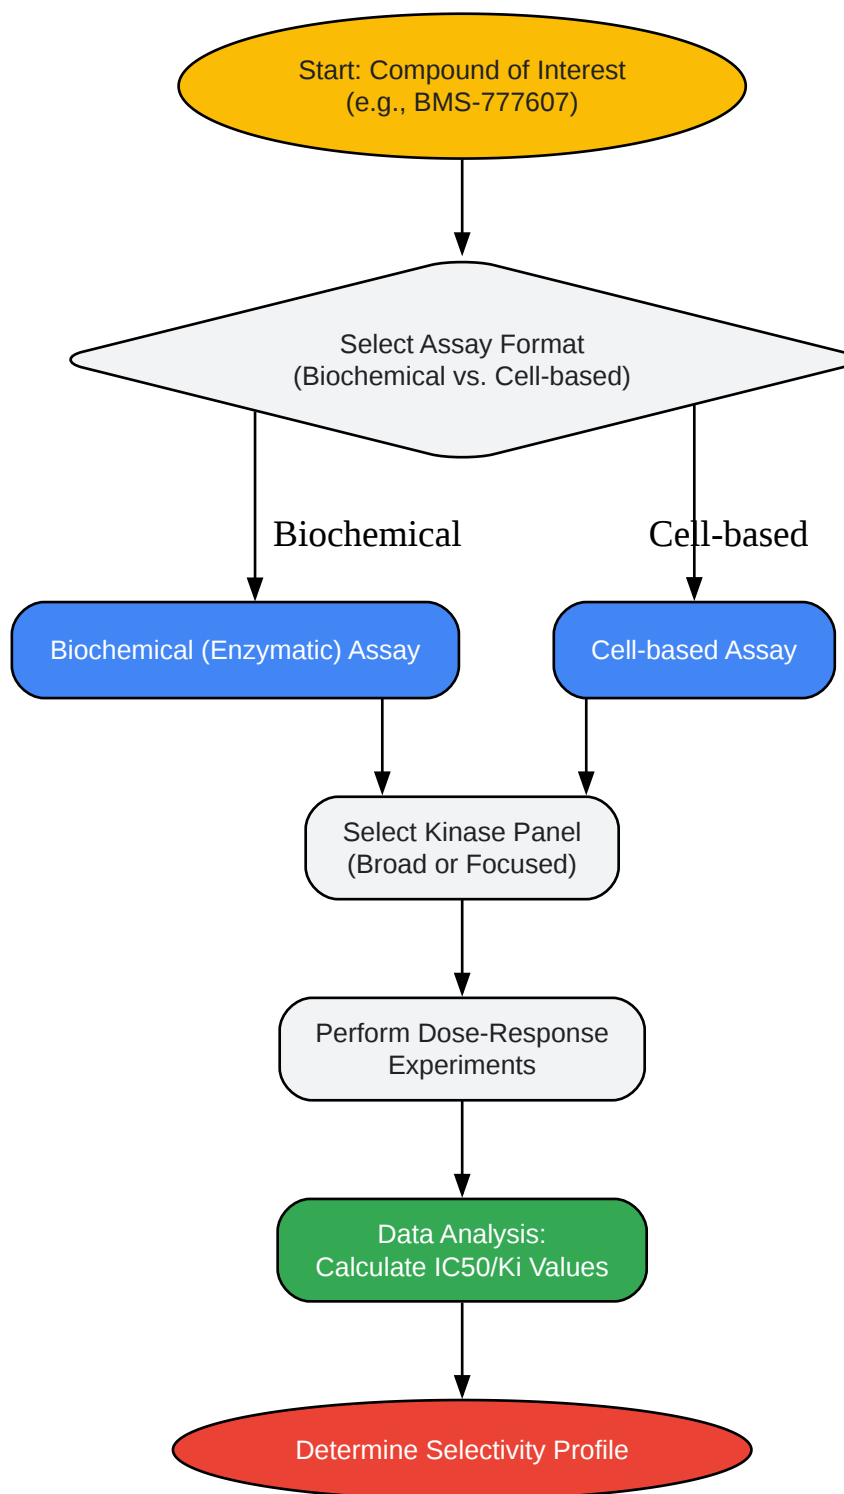 Start: Compound of Interest
(e.g., BMS-777607)
Select Assay Format
(Biochemical vs. Cell-based)
Biochemical
Cell-based
Biochemical (Enzymatic) Assay
Cell-based Assay
Select Kinase Panel
(Broad or Focused)
Perform Dose-Response
Experiments
Data Analysis:
Calculate IC50/Ki Values
Determine Selectivity Profile